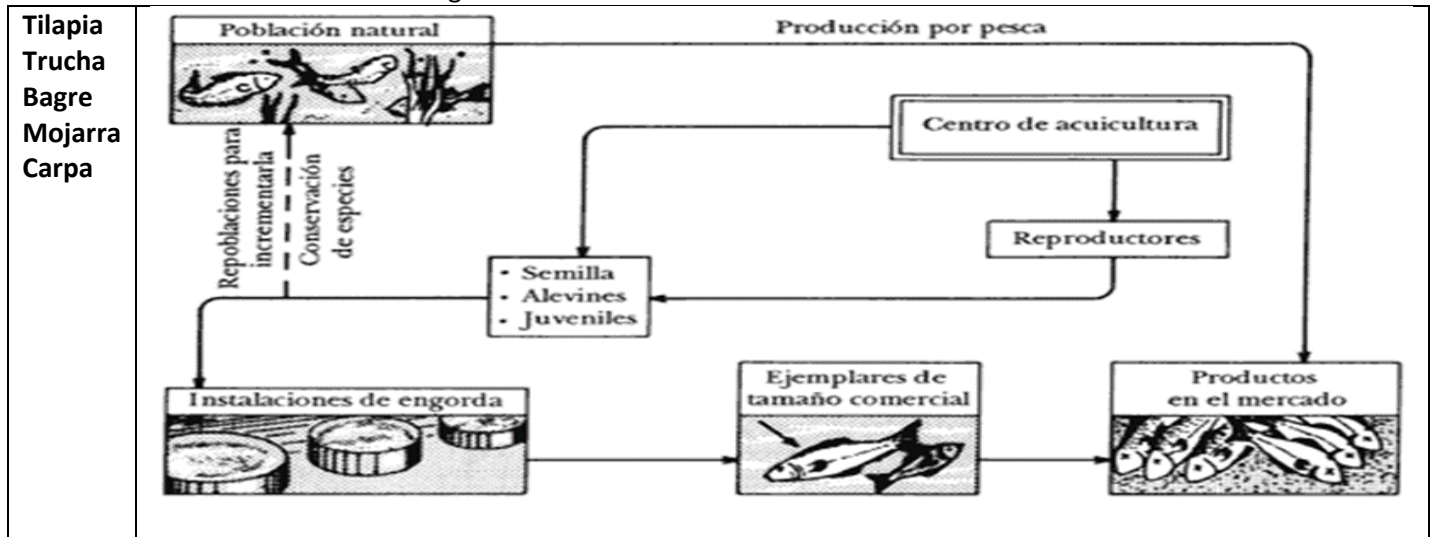 Tilapia
Trucha
Bagre
Mojarra
Carpa
Población natural
Producción por pesca
Centro de acuicultura
Repoblaciones para
incrementarla
Conservación
de especies
Reproductores
• Semilla
• Alevines
• Juveniles
Instalaciones de engorda
Ejemplares de
tamaño comercial
Productos
en el mercado